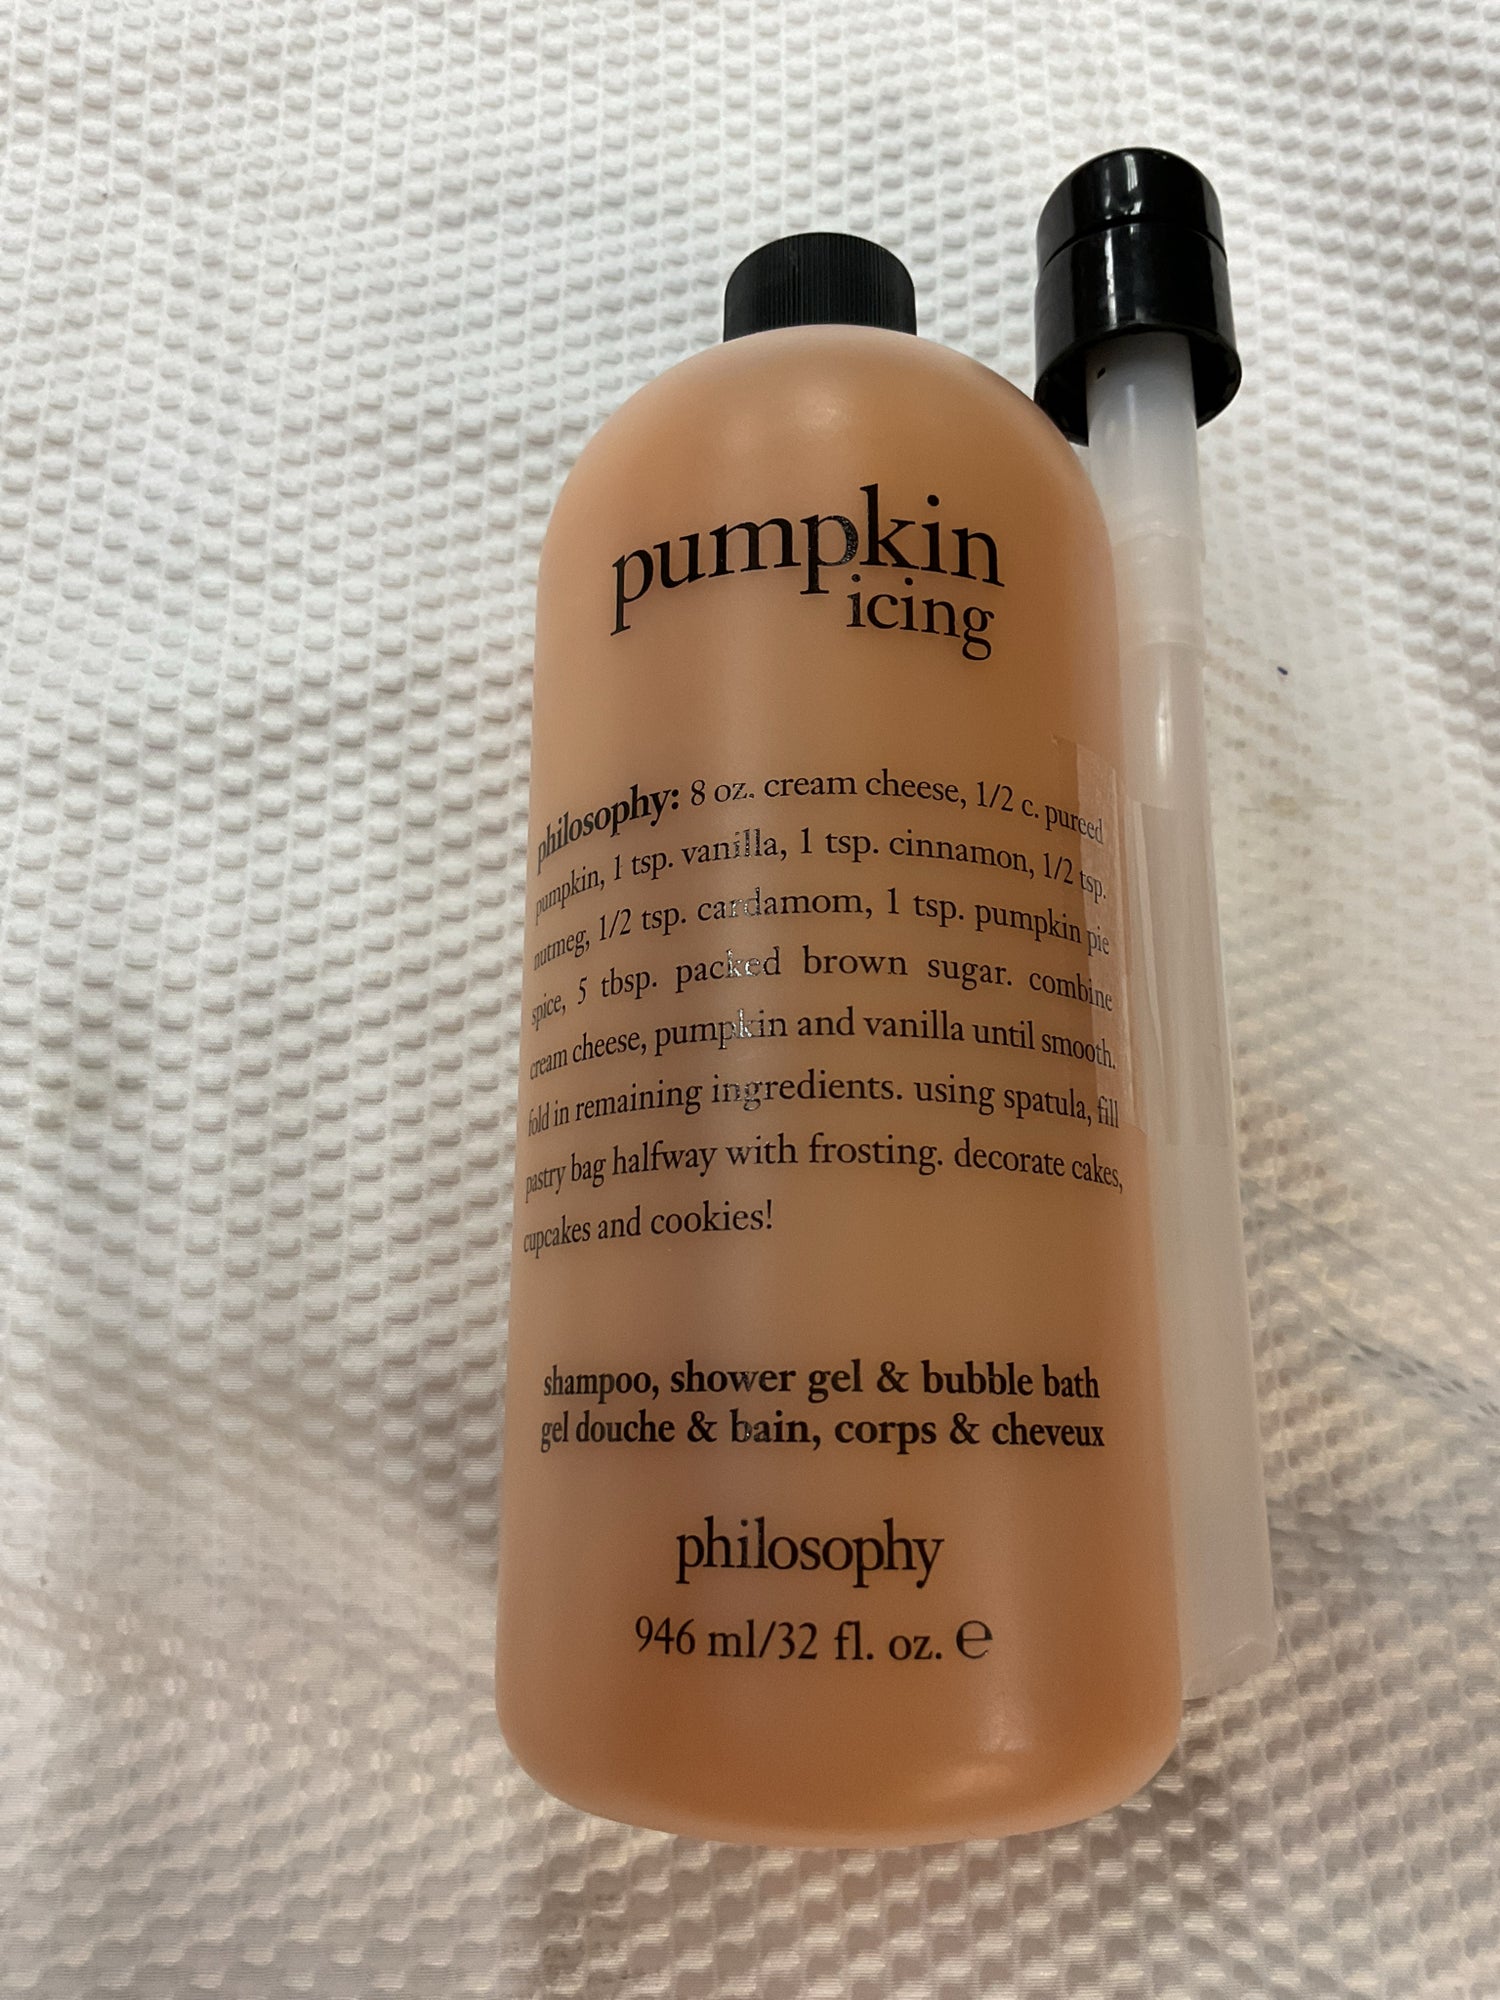 pumpkin
icing
philosophy: 8 oz. cream cheese, 1/2 c. pureed
pumpkin, 1 tsp. vanilla, 1 tsp. cinnamon, 1/2 tsp.
nutmeg, 1/2 tsp. cardamom, 1 tsp. pumpkin pie
spice, 5 tbsp. packed brown sugar. combine
cream cheese, pumpkin and vanilla until smooth.
fold in remaining ingredients. using spatula, fill
pastry bag halfway with frosting. decorate cakes,
cupcakes and cookies!
shampoo, shower gel & bubble bath
gel douche & bain, corps & cheveux
philosophy
946 ml/32 fl. oz. ℮